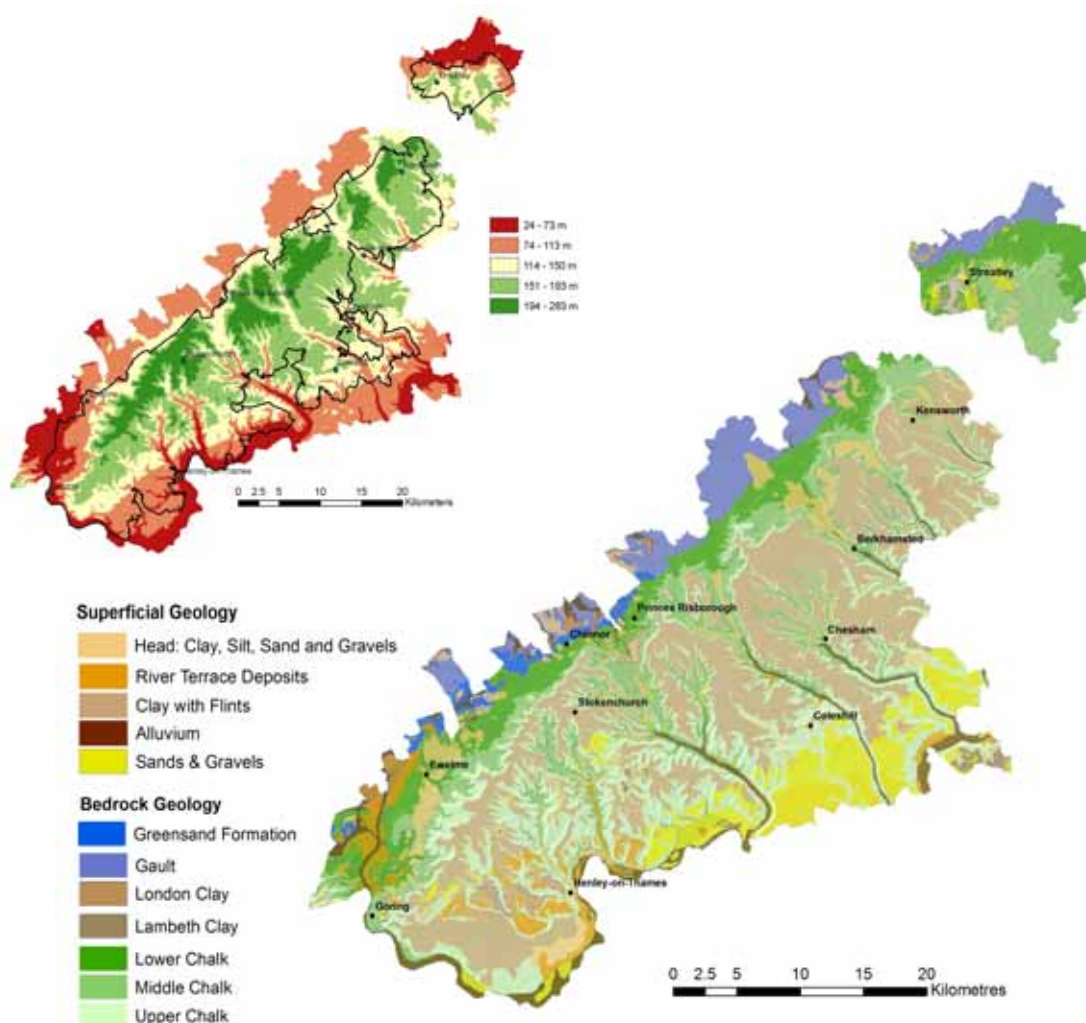 24 - 73 m
74 - 113 m
114 - 150 m
151 - 193 m
194 - 263 m
0 2.5 5 10 15 20
Kilometers
Streatley
Kensworth
Berkhamsted
Princes Risborough
Chesham
Chinnor
Stokenchurch
Coleshill
Ewelme
Henley-on-Thames
Goring
Superficial Geology
Head: Clay, Silt, Sand and Gravels
River Terrace Deposits
Clay with Flints
Alluvium
Sands & Gravels
Bedrock Geology
Greensand Formation
Gault
London Clay
Lambeth Clay
Lower Chalk
Middle Chalk
Upper Chalk
0 2.5 5 10 15 20
Kilometres